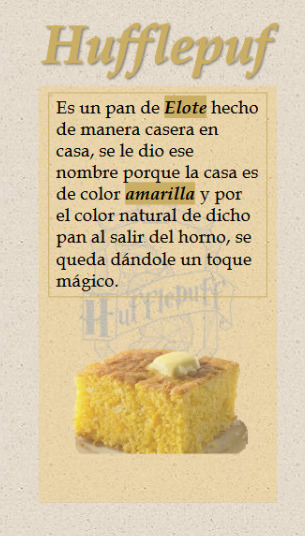 Hufflepuf
Es un pan de Elote hecho
de manera casera en
casa, se le dio ese
nombre porque la casa es
de color amarilla y por
el color natural de dicho
pan al salir del horno, se
queda dándole un toque
mágico.
Hufflepuff